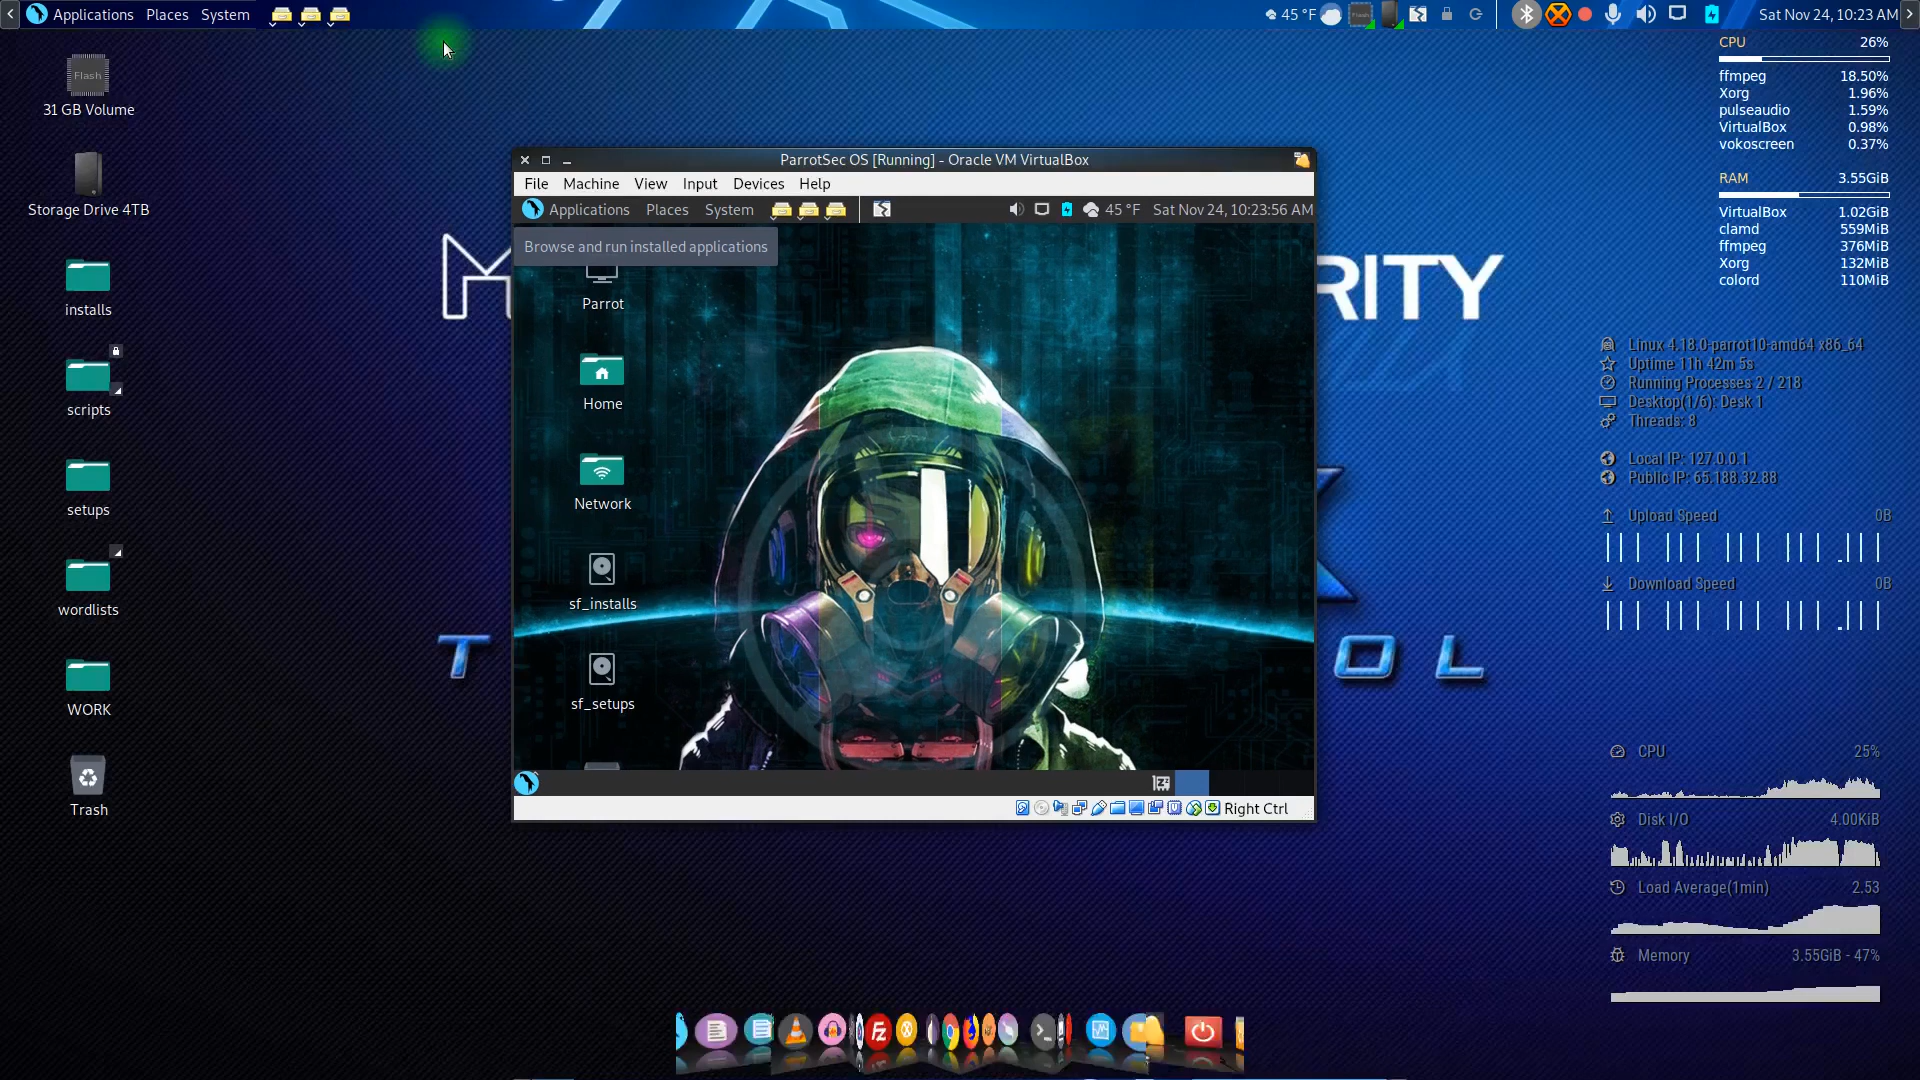 Applications Places System
45 °F
Sat Nov 24, 10:23 AM
Flash
31 GB Volume
Storage Drive 4TB
installs
scripts
setups
wordlists
WORK
Trash
ParrotSec OS [Running] - Oracle VM VirtualBox
File Machine View Input Devices Help
Applications Places System
45 °F Sat Nov 24, 10:23:56 AM
Browse and run installed applications
Parrot
Home
Network
sf_installs
sf_setups
Right Ctrl
RITY
T
O L
CPU 26%
ffmpeg 18.50%
Xorg 1.96%
pulseaudio 1.59%
VirtualBox 0.98%
vokoscreen 0.37%
RAM 3.55GiB
VirtualBox 1.02GiB
clamd 559MiB
ffmpeg 376MiB
Xorg 132MiB
colord 110MiB
Linux 4.18.0-parrot10-amd64 x86_64
Uptime 11h 42m 5s
Running Processes 2 / 218
Desktop(1/6): Desk 1
Threads: 8
Local IP: 127.0.0.1
Public IP: 65.188.32.88
Upload Speed 0B
Download Speed 0B
CPU 25%
Disk I/O 4.00KiB
Load Average(1min) 2.53
Memory 3.55GiB - 47%